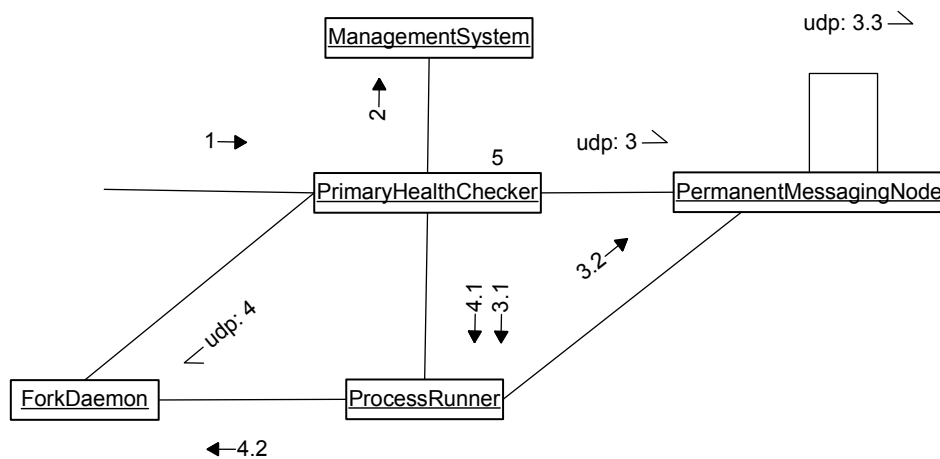 udp: 3.3
ManagementSystem
2
1
5
udp: 3
PrimaryHealthChecker
PermanentMessagingNode
3.2
4.1
3.1
udp: 4
ForkDaemon
ProcessRunner
4.2